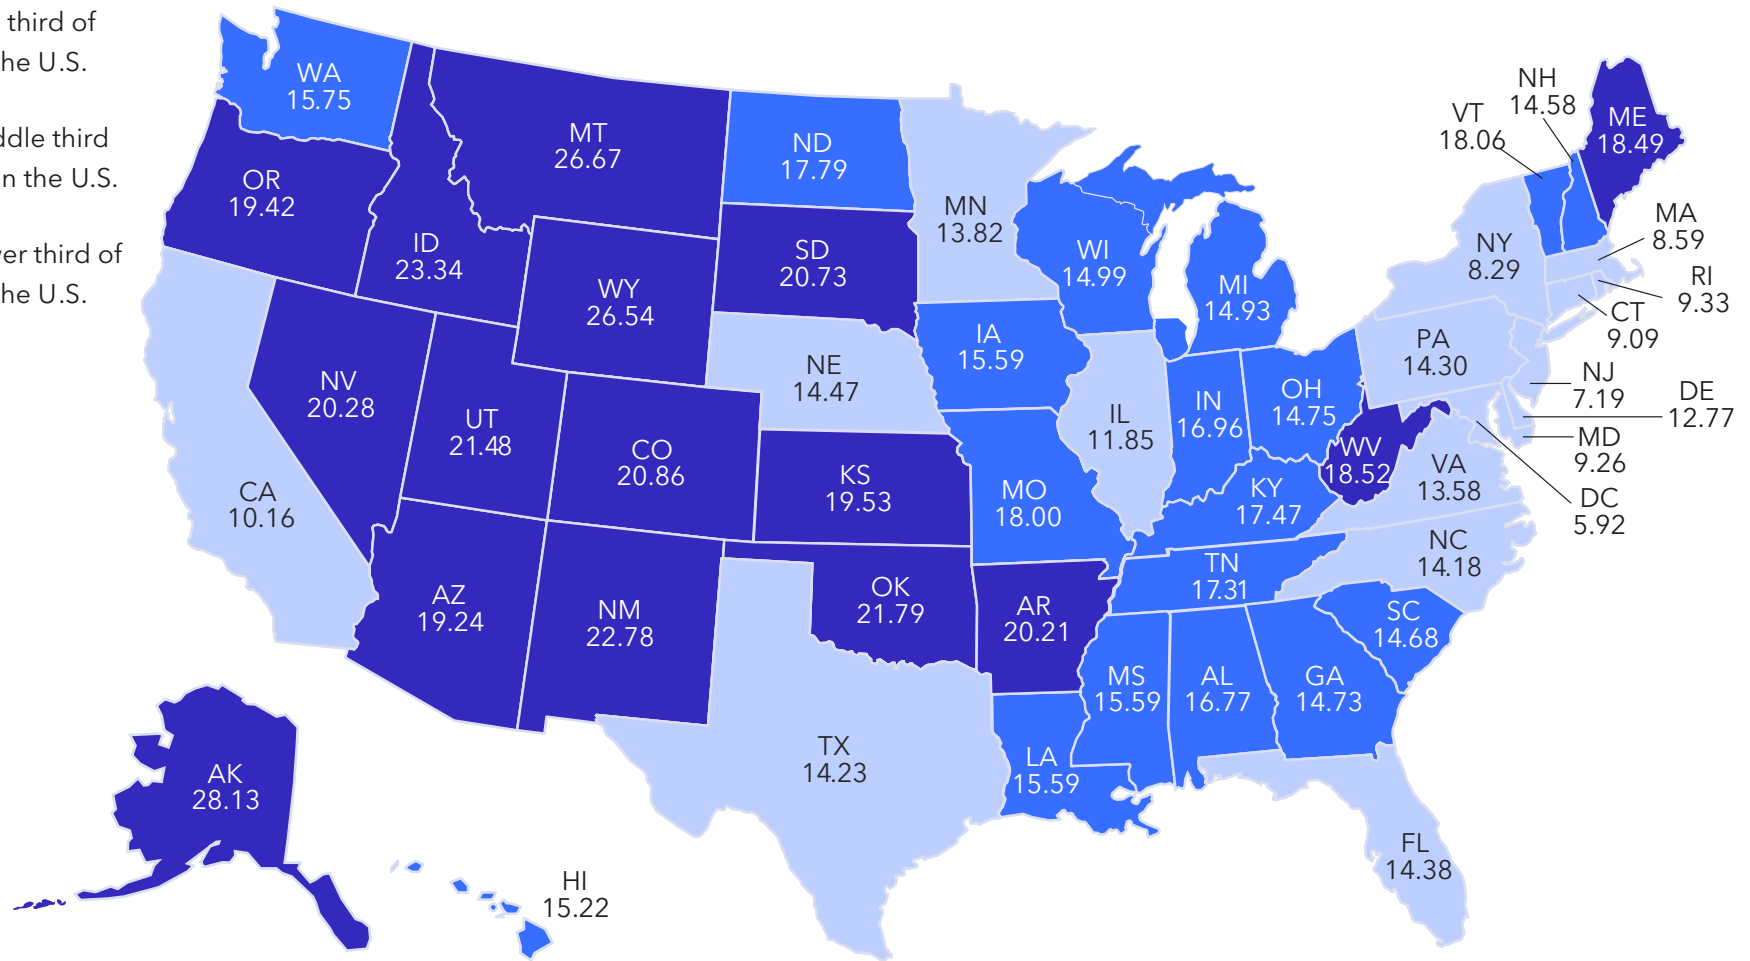 third of
he U.S.
ddle third
n the U.S.
er third of
he U.S.
WA
15.75
OR
19.42
ID
23.34
MT
26.67
ND
17.79
MN
13.82
SD
20.73
WY
26.54
NV
20.28
UT
21.48
CO
20.86
NE
14.47
KS
19.53
CA
10.16
AZ
19.24
NM
22.78
OK
21.79
TX
14.23
WI
14.99
MI
14.93
IA
15.59
IL
11.85
IN
16.96
OH
14.75
MO
18.00
KY
17.47
TN
17.31
AR
20.21
MS
15.59
AL
16.77
GA
14.73
LA
15.59
SC
14.68
NC
14.18
VA
13.58
WV
18.52
FL
14.38
PA
14.30
NY
8.29
VT
18.06
NH
14.58
ME
18.49
MA
8.59
RI
9.33
CT
9.09
NJ
7.19
DE
12.77
MD
9.26
DC
5.92
AK
28.13
HI
15.22